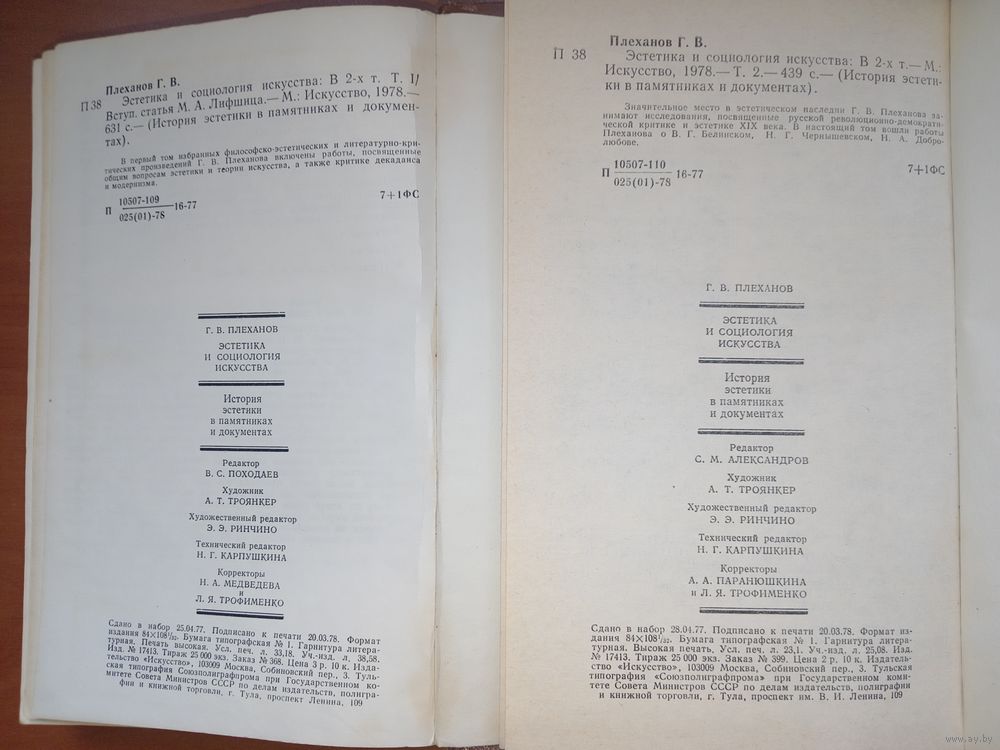 Плеханов Г. В.
П 38 Эстетика и социология искусства: В 2-х т. Т. 1/
Вступ. статья М. А. Лифшица.— М.: Искусство, 1978.—
631 с.— (История эстетики в памятниках и докумен-
тах).
В первый том избранных философско-эстетических и литературно-кри-
тических произведений Г. В. Плеханова включены работы, посвященные
общим вопросам эстетики и теории искусства, а также критике декаданса
и модернизма.
10507-109
П 16-77 7+1ФС
025(01)-78
Г. В. ПЛЕХАНОВ
ЭСТЕТИКА
И СОЦИОЛОГИЯ
ИСКУССТВА
История
эстетики
в памятниках
и документах
Редактор
В. С. ПОХОДАЕВ
Художник
А. Т. ТРОЯНКЕР
Художественный редактор
Э. Э. РИНЧИНО
Технический редактор
Н. Г. КАРПУШКИНА
Корректоры
Н. А. МЕДВЕДЕВА
и
Л. Я. ТРОФИМЕНКО
Сдано в набор 25.04.77. Подписано к печати 20.03.78. Формат
издания 84×108 1/32. Бумага типографская № 1. Гарнитура литера-
турная. Печать высокая. Усл. печ. л. 33,18. Уч.-изд. л. 38,58.
Изд. № 17413. Тираж 25 000 экз. Заказ № 368. Цена 3 р. 10 к. Изда-
тельство «Искусство», 103009 Москва, Собиновский пер., 3. Туль-
ская типография Союзполиграфпрома при Государственном ко-
митете Совета Министров СССР по делам издательств, полигра-
фии и книжной торговли, г. Тула, проспект Ленина, 109
Плеханов Г. В.
П 38 Эстетика и социология искусства: В 2-х т.— М.:
Искусство, 1978.— Т. 2.— 439 с.— (История эстети-
ки в памятниках и документах).
Значительное место в эстетическом наследии Г. В. Плеханова за-
нимают исследования, посвященные русской революционно-демократи-
ческой критике и эстетике XIX века. В настоящий том вошли работы
Плеханова о В. Г. Белинском, Н. Г. Чернышевском, Н. А. Добро-
любове.
10507-110
П 16-77 7+1ФС
025(01)-78
Г. В. ПЛЕХАНОВ
ЭСТЕТИКА
И СОЦИОЛОГИЯ
ИСКУССТВА
История
эстетики
в памятниках
и документах
Редактор
С. М. АЛЕКСАНДРОВ
Художник
А. Т. ТРОЯНКЕР
Художественный редактор
Э. Э. РИНЧИНО
Технический редактор
Н. Г. КАРПУШКИНА
Корректоры
А. А. ПАРАНЮШКИНА
и Л. Я. ТРОФИМЕНКО
Сдано в набор 28.04.77. Подписано к печати 20.03.78. Формат из-
дания 84×108 1/32. Бумага типографская № 1. Гарнитура литера-
турная. Высокая печать. Усл. печ. л. 23,1. Уч.-изд. л. 25,08. Изд.
№ 17413. Тираж 25 000 экз. Заказ № 399. Цена 2 р. 10 к. Издатель-
ство «Искусство», 103009 Москва, Собиновский пер., 3. Тульская
типография «Союзполиграфпрома» при Государственном коми-
тете Совета Министров СССР по делам издательств, полиграфии
и книжной торговли, г. Тула, проспект им. В. И. Ленина, 109
www.ay.by